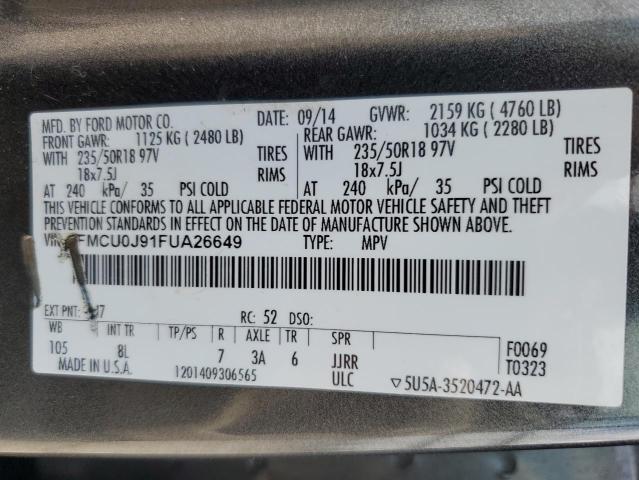 MFD. BY FORD MOTOR CO. DATE: 09/14 GVWR: 2159 KG ( 4760 LB)
FRONT GAWR: 1125 KG ( 2480 LB) REAR GAWR: 1034 KG ( 2280 LB)
WITH 235/50R18 97V TIRES WITH 235/50R18 97V TIRES
18x7.5J RIMS 18x7.5J RIMS
AT 240 kPa/ 35 PSI COLD AT 240 kPa/ 35 PSI COLD
THIS VEHICLE CONFORMS TO ALL APPLICABLE FEDERAL MOTOR VEHICLE SAFETY AND THEFT
PREVENTION STANDARDS IN EFFECT ON THE DATE OF MANUFACTURE SHOWN ABOVE.
FMCU0J91FUA26649 TYPE: MPV
EXT PNT: RC: 52 DSO:
WB INT TR TP/PS R AXLE TR SPR F0069
105 8L 7 3A 6 JJRR T0323
MADE IN U.S.A. 1201409306565 ULC ▽5U5A-3520472-AA